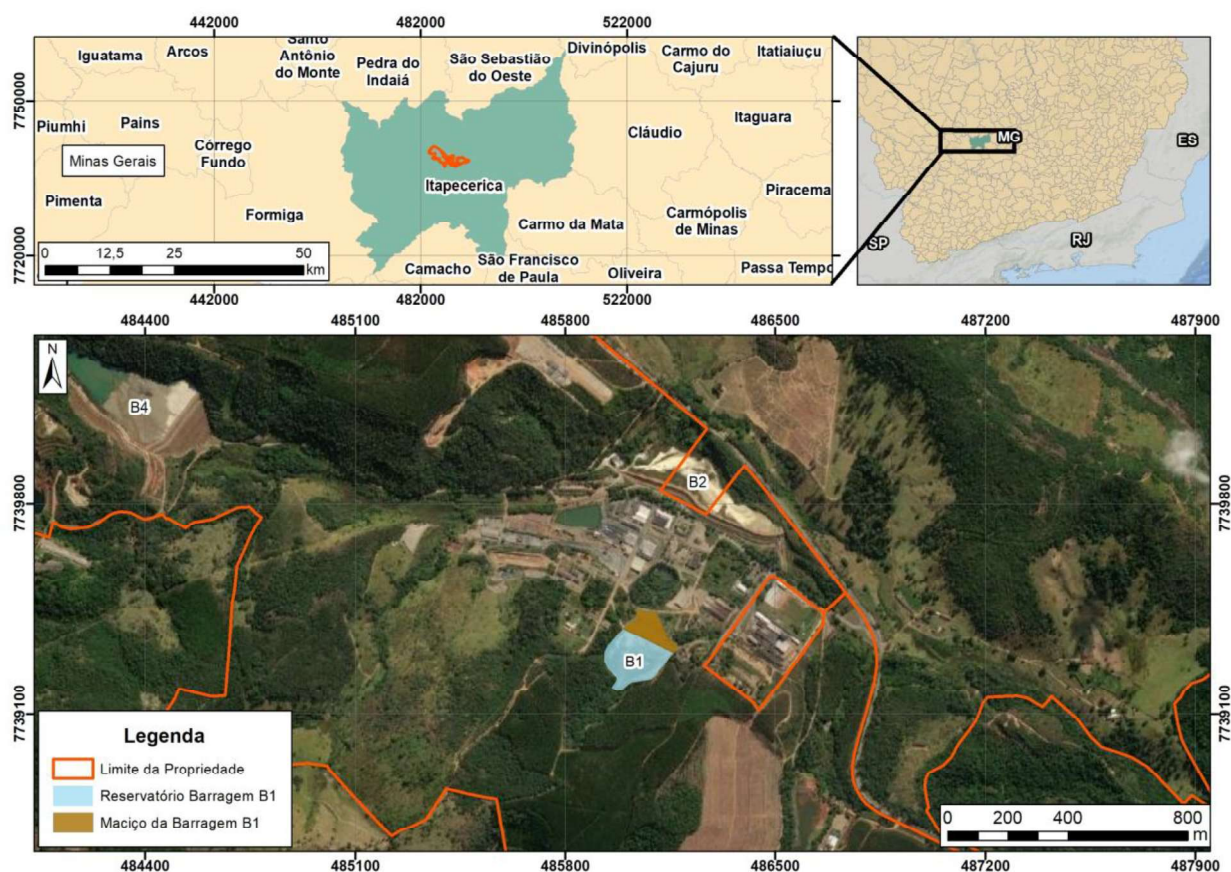 442000
482000
522000
Iguatama
Arcos
Santo
Antônio
do Monte
Pedra do
Indaiá
São Sebastião
do Oeste
Divinópolis
Carmo do
Cajuru
Itatiaiuçu
7750000
7750000
Piumhi
Pains
Córrego
Fundo
Cláudio
Itaguara
Minas Gerais
Itapecerica
Pimenta
Formiga
Piracema
Carmo da Mata
Carmópolis
de Minas
0
12,5
25
50
km
Camacho
São Francisco
de Paula
Oliveira
Passa Tempo
7720000
7720000
442000
482000
522000
MG
ES
SP
RJ
484400
485100
485800
486500
487200
487900
N
B4
B2
7739800
7739800
B1
7739100
7739100
Legenda
Limite da Propriedade
Reservatório Barragem B1
Maciço da Barragem B1
0
200
400
800
m
484400
485100
485800
486500
487200
487900